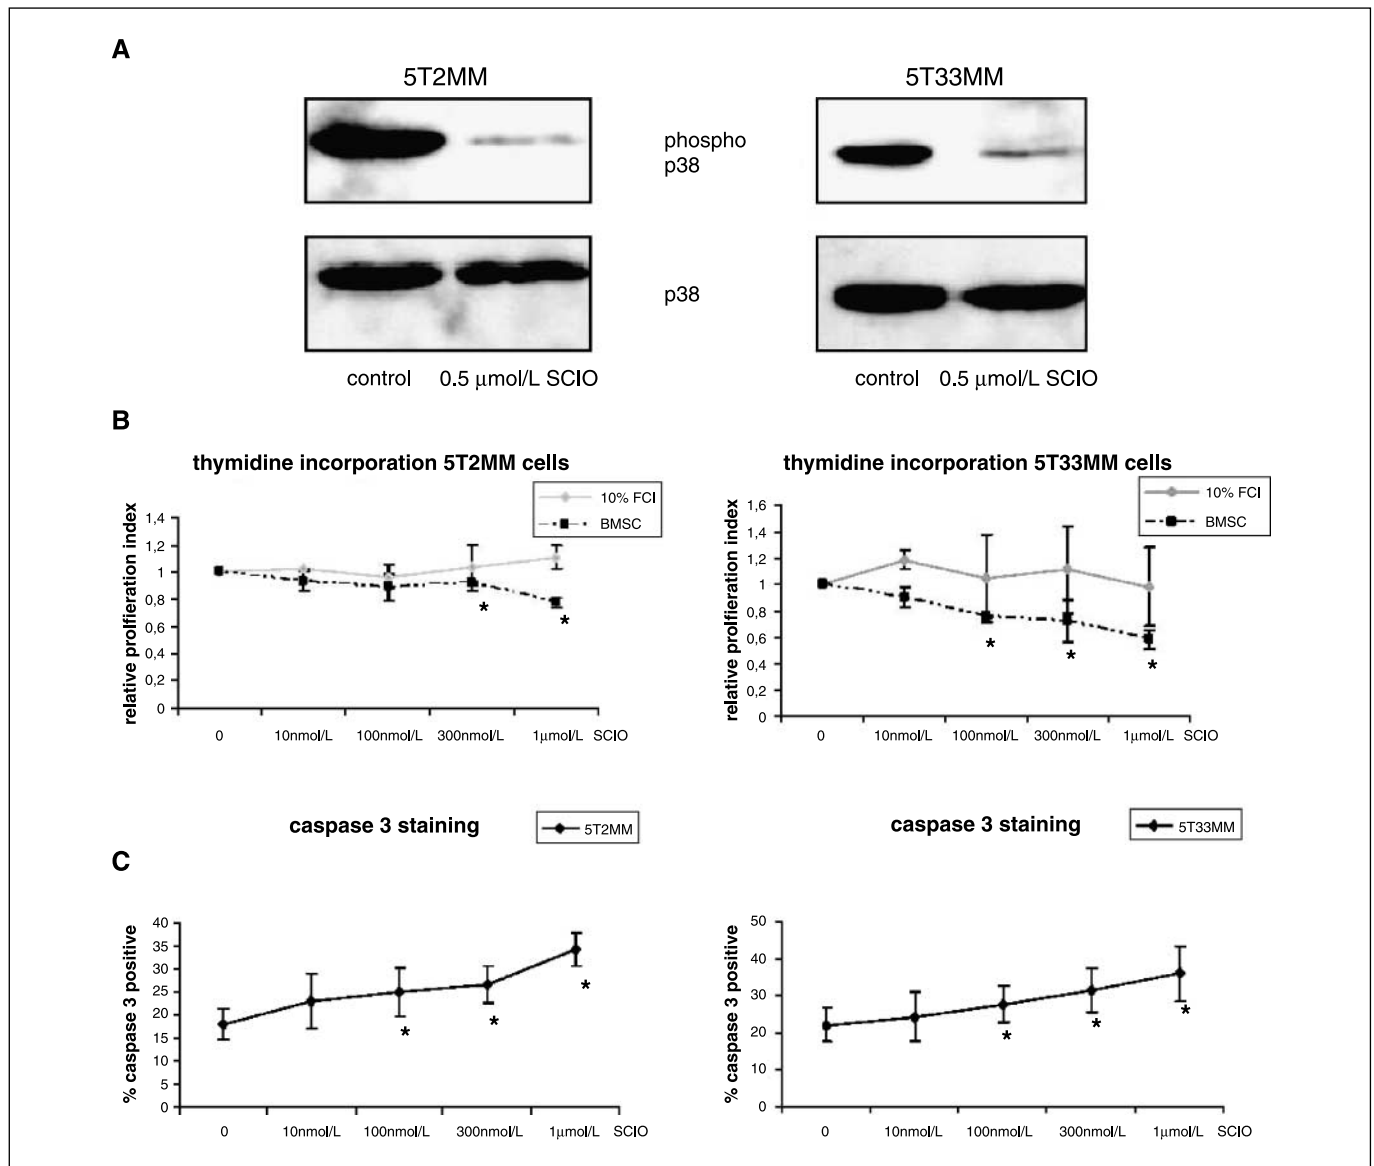 A
5T2MM
5T33MM
phospho
p38
p38
control 0.5 µmol/L SCIO
control 0.5 µmol/L SCIO
B
thymidine incorporation 5T2MM cells
10% FCI
BMSC
relative prolfieration index
1,4
1,2
1
0,8
0,6
0,4
0,2
0
0 10nmol/L 100nmol/L 300nmol/L 1µmol/L SCIO
* *
thymidine incorporation 5T33MM cells
10% FCI
BMSC
relative prolfieration index
1,6
1,4
1,2
1
0,8
0,6
0,4
0,2
0
0 10nmol/L 100nmol/L 300nmol/L 1µmol/L SCIO
* * *
C
caspase 3 staining
5T2MM
% caspase 3 positive
40
35
30
25
20
15
10
5
0
0 10nmol/L 100nmol/L 300nmol/L 1µmol/L SCIO
* * *
caspase 3 staining
5T33MM
% caspase 3 positive
50
40
30
20
10
0
0 10nmol/L 100nmol/L 300nmol/L 1µmol/L SCIO
* * *